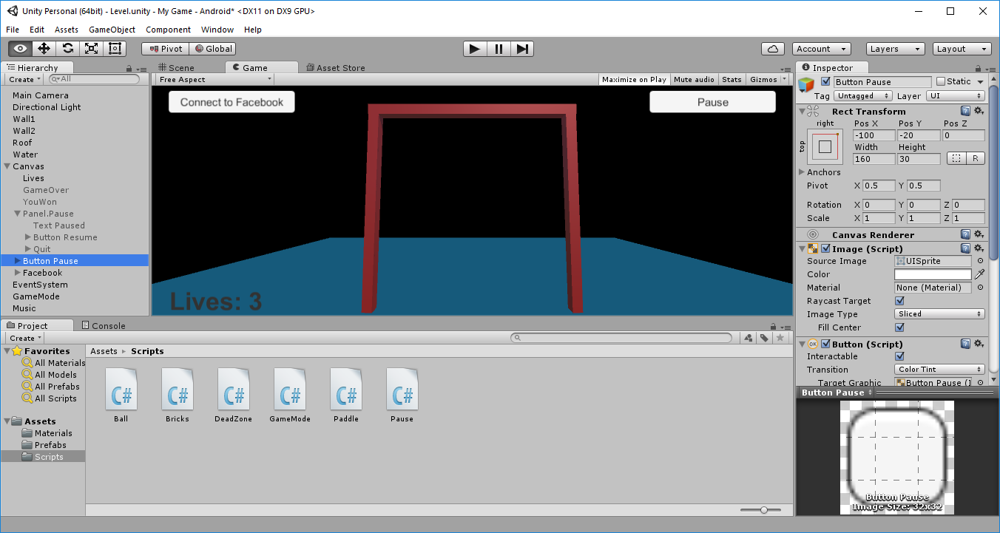 Unity Personal (64bit) - Level.unity - My Game - Android* <DX11 on DX9 GPU>
File Edit Assets GameObject Component Window Help
Pivot Global Account Layers Layout
Hierarchy
Create All
Main Camera
Directional Light
Wall1
Wall2
Roof
Water
Canvas
Lives
GameOver
YouWon
Panel.Pause
Text Paused
Button Resume
Quit
Button Pause
Facebook
EventSystem
GameMode
Music
Scene Game Asset Store
Free Aspect Maximize on Play Mute audio Stats Gizmos
Connect to Facebook Pause
Lives: 3
Inspector
Button Pause Static
Tag Untagged Layer UI
Rect Transform
right Pos X Pos Y Pos Z
top -100 -20 0
Width Height
160 30 R
Anchors
Pivot X 0.5 Y 0.5
Rotation X 0 Y 0 Z 0
Scale X 1 Y 1 Z 1
Canvas Renderer
Image (Script)
Source Image UISprite
Color
Material None (Material)
Raycast Target
Image Type Sliced
Fill Center
OK Button (Script)
Interactable
Transition Color Tint
Target Graphic Button Pause (I
Button Pause
Button Pause
Image Size: 32x32
Project Console
Create
Favorites
All Materials
All Models
All Prefabs
All Scripts
Assets
Materials
Prefabs
Scripts
Assets Scripts
C# C# C# C# C# C#
Ball Bricks DeadZone GameMode Paddle Pause